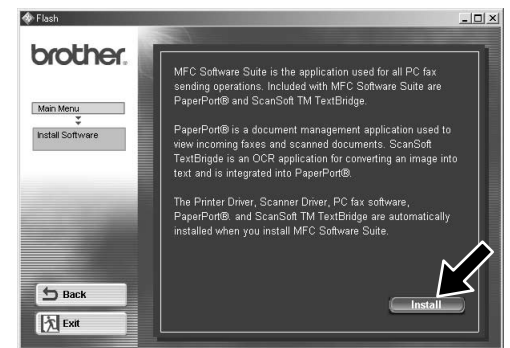 Flash
brother.
Main Menu
Install Software
MFC Software Suite is the application used for all PC fax
sending operations. Included with MFC Software Suite are
PaperPort® and ScanSoft TM TextBridge.
PaperPort® is a document management application used to
view incoming faxes and scanned documents. ScanSoft
TextBrigde is an OCR application for converting an image into
text and is integrated into PaperPort®.
The Printer Driver, Scanner Driver, PC fax software,
PaperPort®. and ScanSoft TM TextBridge are automatically
installed when you install MFC Software Suite.
Install
Back
Exit